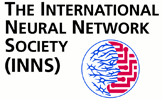 THE INTERNATIONAL
NEURAL NETWORK
SOCIETY
(INNS)